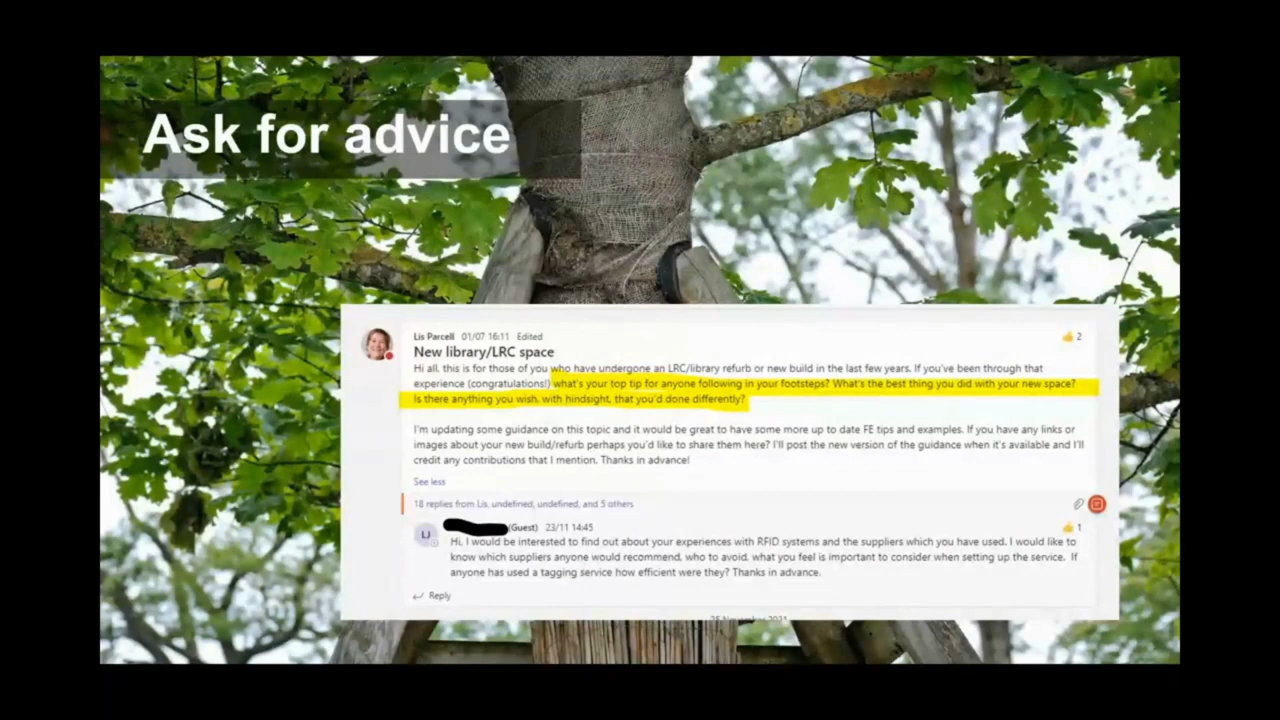 Ask for advice
Lis Parcell 01/07 16:11 Edited
2
New library/LRC space
Hi all, this is for those of you who have undergone an LRC/library refurb or new build in the last few years. If you've been through that
experience (congratulations!) what's your top tip for anyone following in your footsteps? What's the best thing you did with your new space?
Is there anything you wish, with hindsight, that you'd done differently?
I'm updating some guidance on this topic and it would be great to have some more up to date FE tips and examples. If you have any links or
images about your new build/refurb perhaps you'd like to share them here? I'll post the new version of the guidance when it's available and I'll
credit any contributions that I mention. Thanks in advance!
See less
18 replies from Lis, undefined, undefined, and 5 others
LJ
(Guest) 23/11 14:45
1
Hi, I would be interested to find out about your experiences with RFID systems and the suppliers which you have used. I would like to
know which suppliers anyone would recommend, who to avoid, what you feel is important to consider when setting up the service. If
anyone has used a tagging service how efficient were they? Thanks in advance.
Reply
25 November 2021